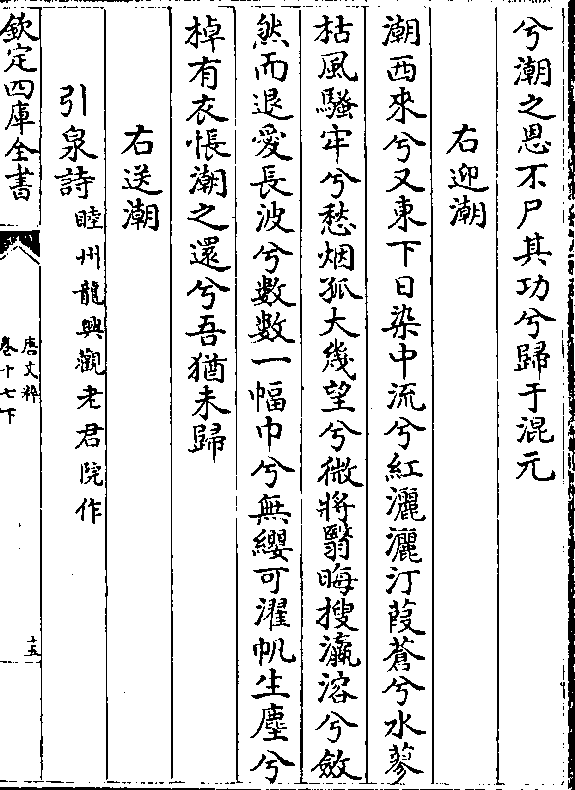 兮潮之恩不尸其功兮歸于混元
右迎潮
潮西來兮又東下日染中流兮紅灑灑汀葭蒼兮水蓼
枯風騷牢兮愁烟孤大幾望兮微將翳晦搜瀛溶兮斂
然而退愛長波兮數數一幅巾兮無纓可濯帆生塵兮
棹有衣悵潮之還兮吾猶未歸
右送潮
引泉詩睦州龍興觀老君院作
欽定四庫全書
唐文粹
卷十七下
十五